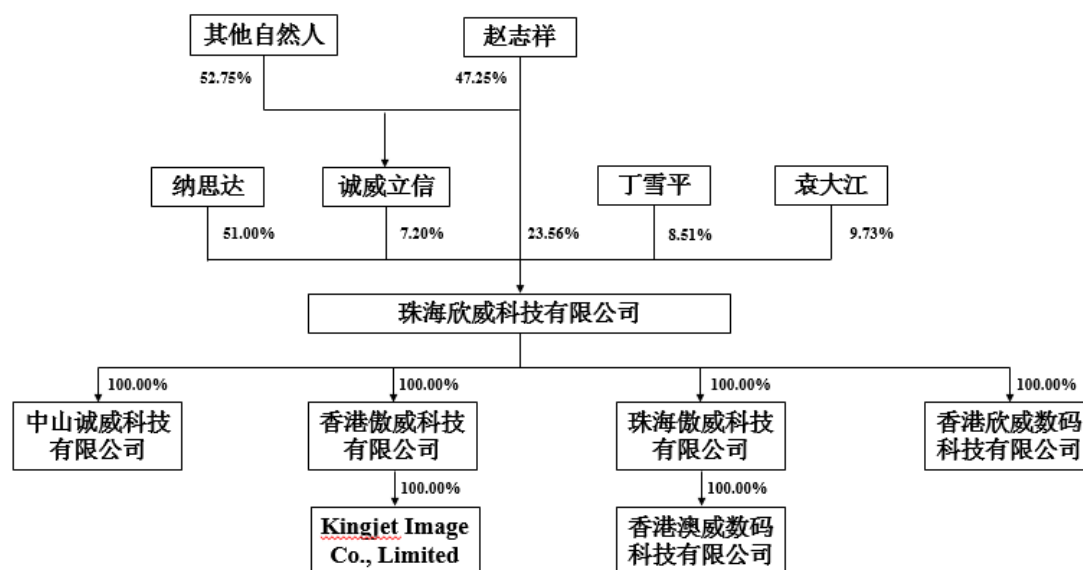 其他自然人
赵志祥
52.75%
47.25%
纳思达
诚威立信
丁雪平
袁大江
51.00%
7.20%
23.56%
8.51%
9.73%
珠海欣威科技有限公司
100.00%
100.00%
100.00%
100.00%
中山诚威科技
有限公司
香港傲威科技
有限公司
珠海傲威科技
有限公司
香港欣威数码
科技有限公司
100.00%
100.00%
Kingjet Image
Co., Limited
香港澳威数码
科技有限公司